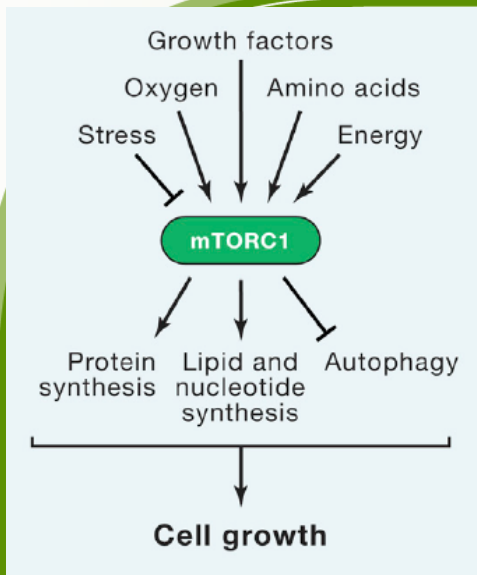 Growth factors
Oxygen
Amino acids
Stress
Energy
mTORC1
Protein
synthesis
Lipid and
nucleotide
synthesis
Autophagy
Cell growth